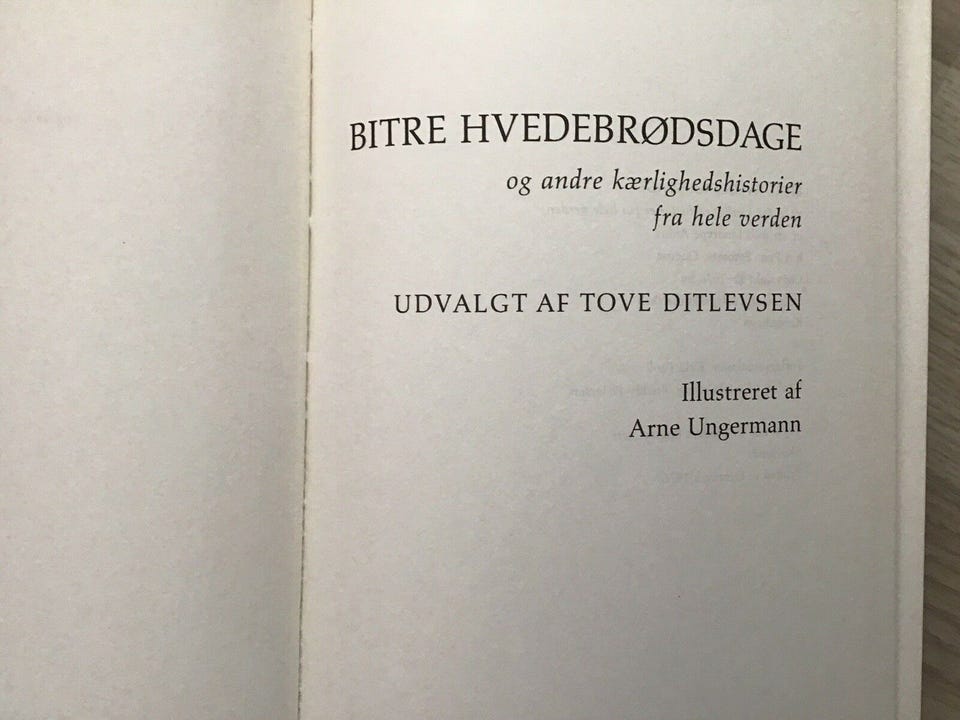 BITRE HVEDEBRØDSDAGE
og andre kærlighedshistorier
fra hele verden
UDVALGT AF TOVE DITLEVSEN
Illustreret af
Arne Ungermann